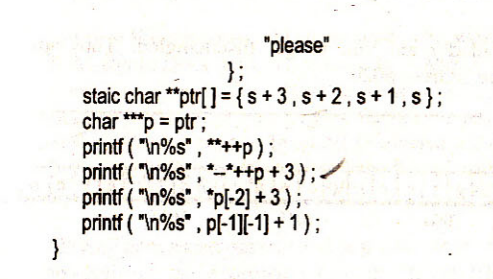 "please"
};
staic char **ptr[ ] = { s + 3 , s + 2 , s + 1 , s } ;
char ***p = ptr ;
printf ( "\n%s" , **++p ) ;
printf ( "\n%s" , *--*++p + 3 ) ;
printf ( "\n%s" , *p[-2] + 3 ) ;
printf ( "\n%s" , p[-1][-1] + 1 ) ;
}